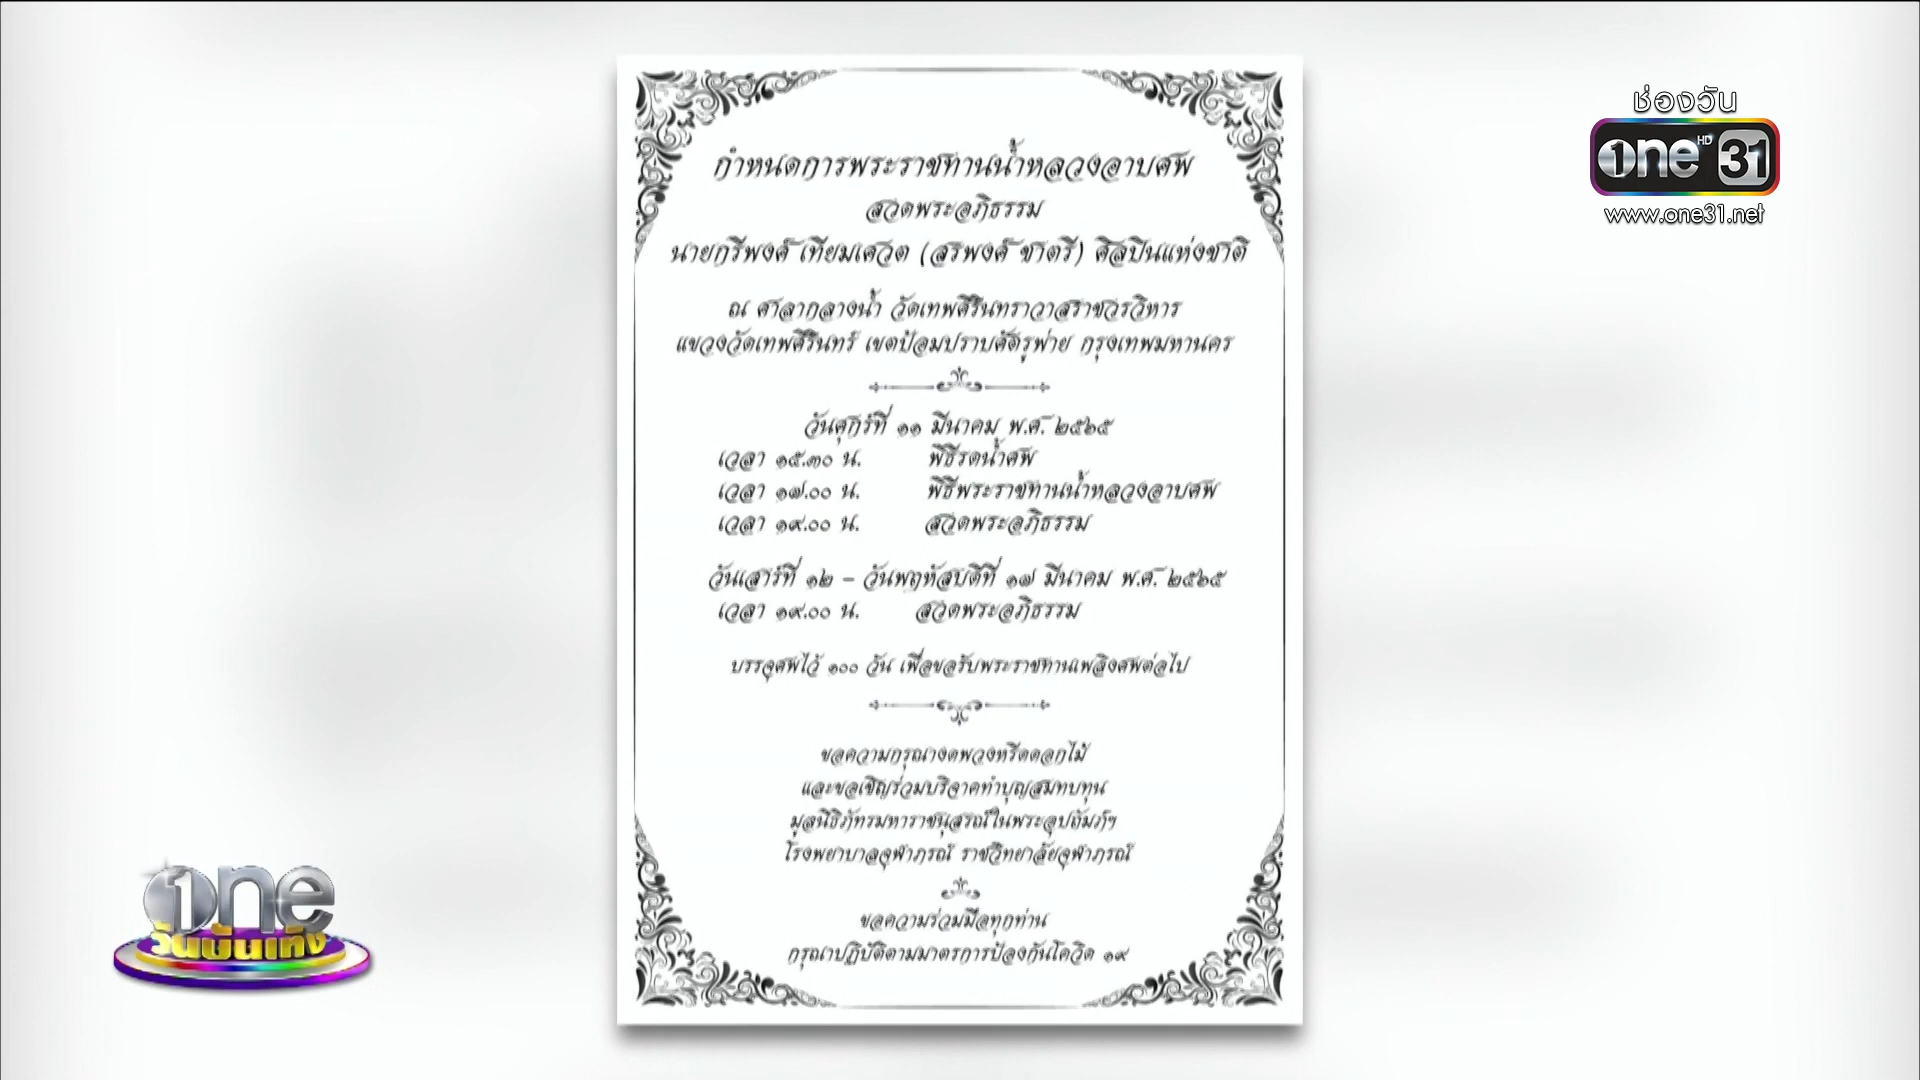 กำหนดการพระราชทานน้ำหลวงอาบศพ
สวดพระอภิธรรม
นายกรีพงศ์ เทียมเศวต (สรพงศ์ ชาตรี) ศิลปินแห่งชาติ
ณ ศาลากลางน้ำ วัดเทพศิรินทราวาสราชวรวิหาร
แขวงวัดเทพศิรินทร์ เขตป้อมปราบศัตรูพ่าย กรุงเทพมหานคร
วันศุกร์ที่ ๑๑ มีนาคม พ.ศ. ๒๕๖๕
เวลา ๑๕.๓๐ น. พิธีรดน้ำศพ
เวลา ๑๗.๐๐ น. พิธีพระราชทานน้ำหลวงอาบศพ
เวลา ๑๙.๐๐ น. สวดพระอภิธรรม
วันเสาร์ที่ ๑๒ – วันพฤหัสบดีที่ ๑๗ มีนาคม พ.ศ. ๒๕๖๕
เวลา ๑๙.๐๐ น. สวดพระอภิธรรม
บรรจุศพไว้ ๑๐๐ วัน เพื่อขอรับพระราชทานเพลิงศพต่อไป
ขอความกรุณางดพวงหรีดดอกไม้
และขอเชิญร่วมบริจาคทำบุญสมทบทุน
มูลนิธิภัทรมหาราชานุสรณ์ในพระอุปถัมภ์ฯ
โรงพยาบาลจุฬาภรณ์ ราชวิทยาลัยจุฬาภรณ์
ขอความร่วมมือทุกท่าน
กรุณาปฏิบัติตามมาตรการป้องกันโควิด ๑๙
ช่องวัน
one HD 31
www.one31.net
one
วันบันเทิง